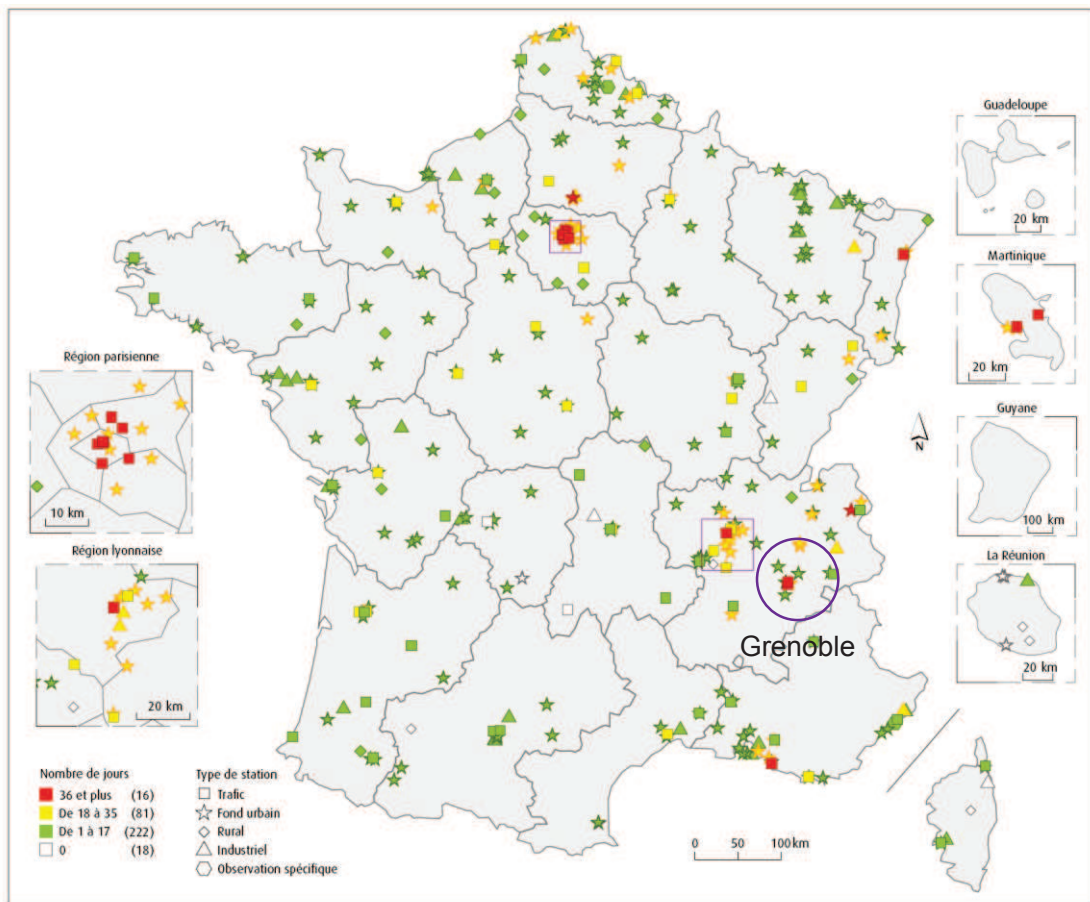 Guadeloupe
20 km
Martinique
20 km
Région parisienne
10 km
N
Guyane
100 km
Région lyonnaise
20 km
La Réunion
20 km
Grenoble
Nombre de jours
36 et plus (16)
De 18 à 35 (81)
De 1 à 17 (222)
0 (18)
Type de station
Trafic
Fond urbain
Rural
Industriel
Observation spécifique
0 50 100km